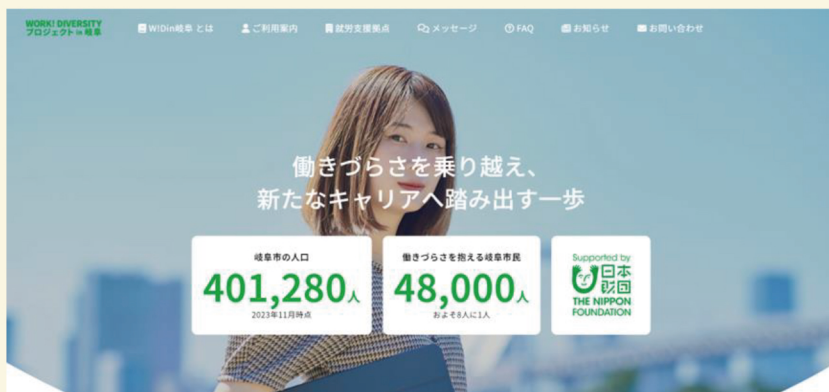 WORK! DIVERSITY
プロジェクト in 岐阜
W!Din岐阜 とは
ご利用案内
就労支援拠点
メッセージ
FAQ
お知らせ
お問い合わせ
働きづらさを乗り越え、
新たなキャリアへ踏み出す一歩
岐阜市の人口
401,280人
2023年11月時点
働きづらさを抱える岐阜市民
48,000人
およそ8人に1人
Supported by
日本
財団
THE NIPPON
FOUNDATION